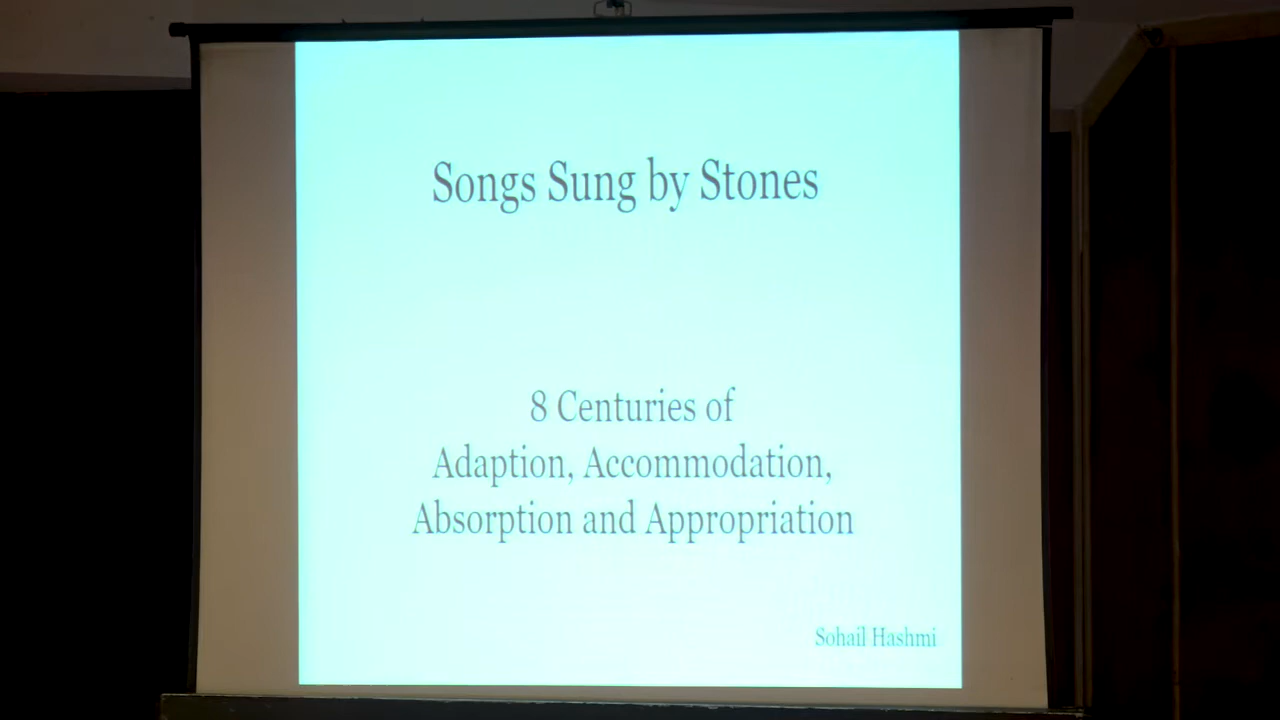 Songs Sung by Stones
8 Centuries of
Adaption, Accommodation,
Absorption and Appropriation
Sohail Hashmi